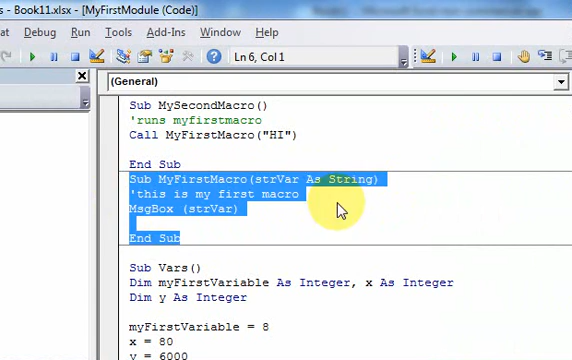 s - Book11.xlsx - [MyFirstModule (Code)]
at Debug Run Tools Add-Ins Window Help
Ln 6, Col 1
(General)
Sub MySecondMacro()
'runs myfirstmacro
Call MyFirstMacro("HI")
End Sub
Sub MyFirstMacro(strVar As String)
'this is my first macro
MsgBox (strVar)
End Sub
Sub Vars()
Dim myFirstVariable As Integer, x As Integer
Dim y As Integer
myFirstVariable = 8
x = 80
y = 6000